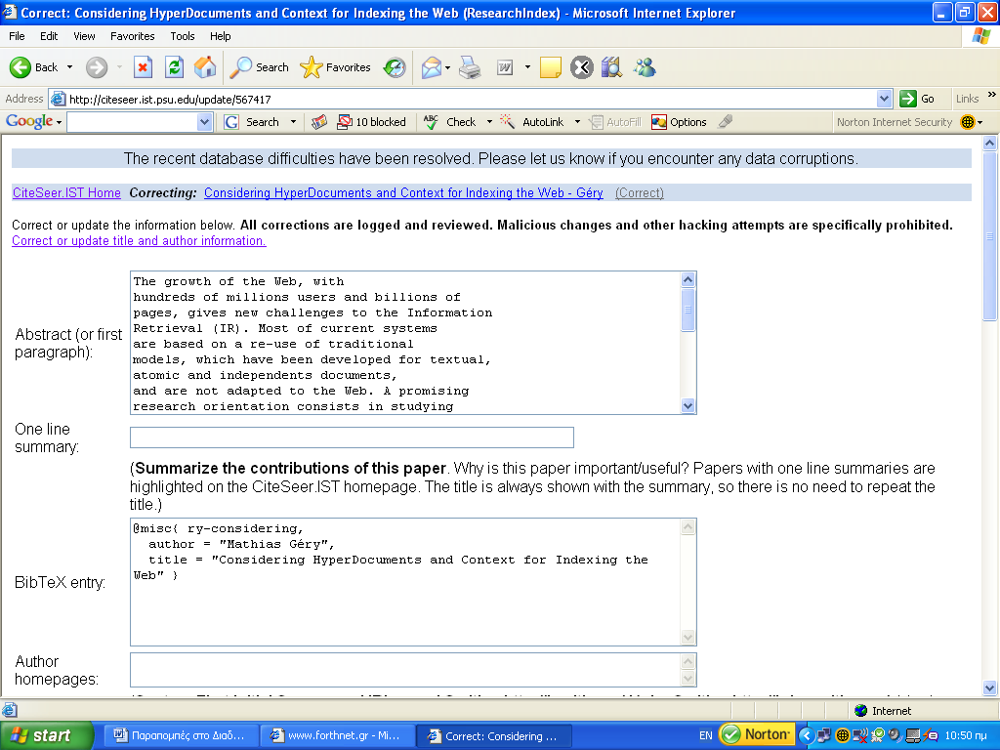 Correct: Considering HyperDocuments and Context for Indexing the Web (ResearchIndex) - Microsoft Internet Explorer
File Edit View Favorites Tools Help
Back Search Favorites
Address http://citeseer.ist.psu.edu/update/567417 Go Links »
Google Search 10 blocked Check AutoLink AutoFill Options Norton Internet Security
The recent database difficulties have been resolved. Please let us know if you encounter any data corruptions.
CiteSeer.IST Home Correcting: Considering HyperDocuments and Context for Indexing the Web - Géry (Correct)
Correct or update the information below. All corrections are logged and reviewed. Malicious changes and other hacking attempts are specifically prohibited.
Correct or update title and author information.
Abstract (or first
paragraph):
The growth of the Web, with
hundreds of millions users and billions of
pages, gives new challenges to the Information
Retrieval (IR). Most of current systems
are based on a re-use of traditional
models, which have been developed for textual,
atomic and independents documents,
and are not adapted to the Web. A promising
research orientation consists in studying
One line
summary:
(Summarize the contributions of this paper. Why is this paper important/useful? Papers with one line summaries are
highlighted on the CiteSeer.IST homepage. The title is always shown with the summary, so there is no need to repeat the
title.)
BibTeX entry:
@misc{ ry-considering,
author = "Mathias Géry",
title = "Considering HyperDocuments and Context for Indexing the
Web" }
Author
homepages:
Internet
start Παραπομπές στο Διαδ... www.forthnet.gr - Mi... Correct: Considering ... EN Norton 10:50 πμ